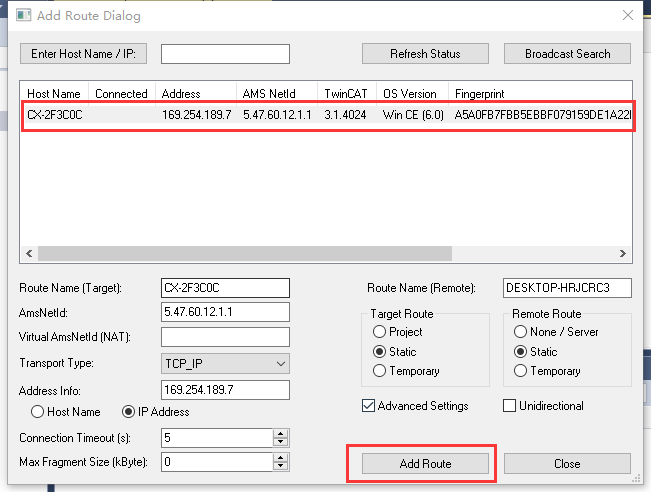 Add Route Dialog
Enter Host Name / IP:
Refresh Status
Broadcast Search
Host Name Connected Address AMS NetId TwinCAT OS Version Fingerprint
CX-2F3C0C 169.254.189.7 5.47.60.12.1.1 3.1.4024 Win CE (6.0) A5A0FB7FBB5EBBF079159DE1A22
Route Name (Target): CX-2F3C0C
Route Name (Remote): DESKTOP-HRJCRC3
AmsNetId: 5.47.60.12.1.1
Virtual AmsNetId (NAT):
Transport Type: TCP_IP
Address Info: 169.254.189.7
Host Name IP Address
Connection Timeout (s): 5
Max Fragment Size (kByte): 0
Target Route
Project
Static
Temporary
Remote Route
None / Server
Static
Temporary
Advanced Settings
Unidirectional
Add Route
Close